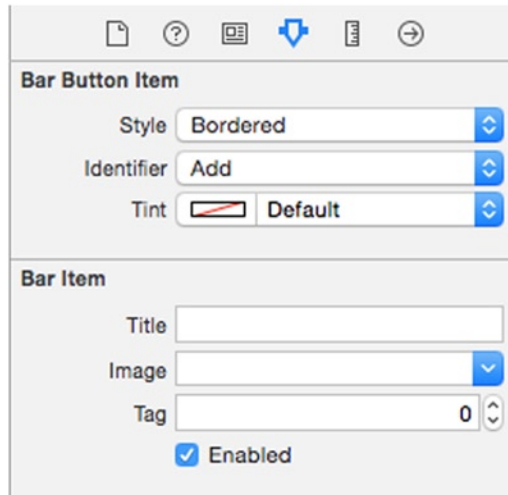 Bar Button Item
Style Bordered
Identifier Add
Tint Default
Bar Item
Title
Image
Tag 0
Enabled